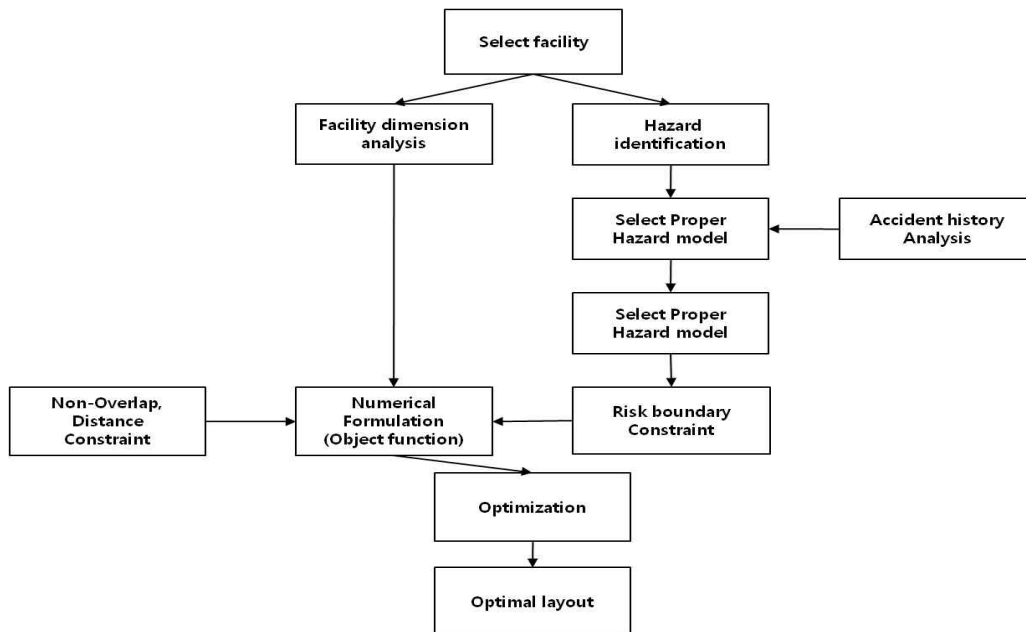 Select facility
Facility dimension
analysis
Hazard
identification
Select Proper
Hazard model
Accident history
Analysis
Select Proper
Hazard model
Non-Overlap,
Distance
Constraint
Numerical
Formulation
(Object function)
Risk boundary
Constraint
Optimization
Optimal layout